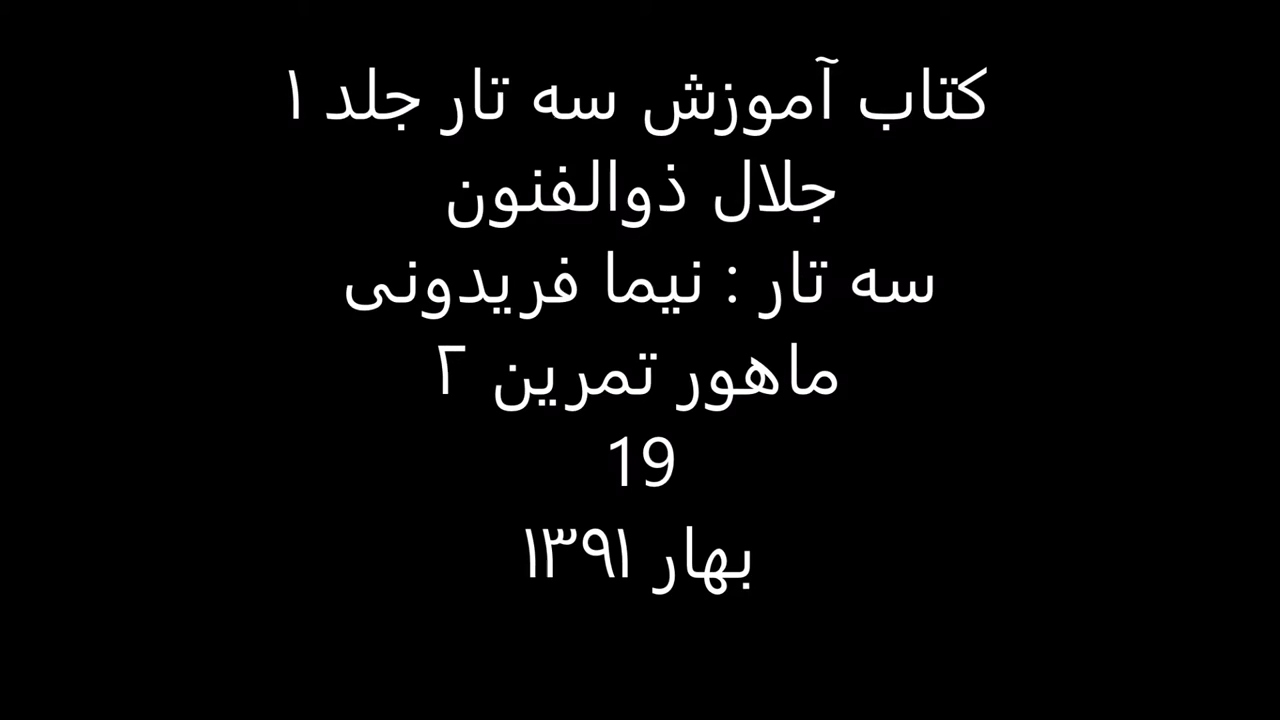 کتاب آموزش سه تار جلد ۱
جلال ذوالفنون
سه تار : نیما فریدونی
ماهور تمرین ۲
19
بهار ۱۳۹۱